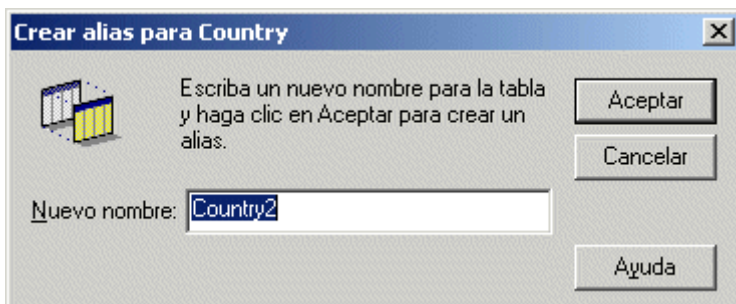 Crear alias para Country
Escriba un nuevo nombre para la tabla
y haga clic en Aceptar para crear un
alias.
Aceptar
Cancelar
Nuevo nombre: Country2
Ayuda